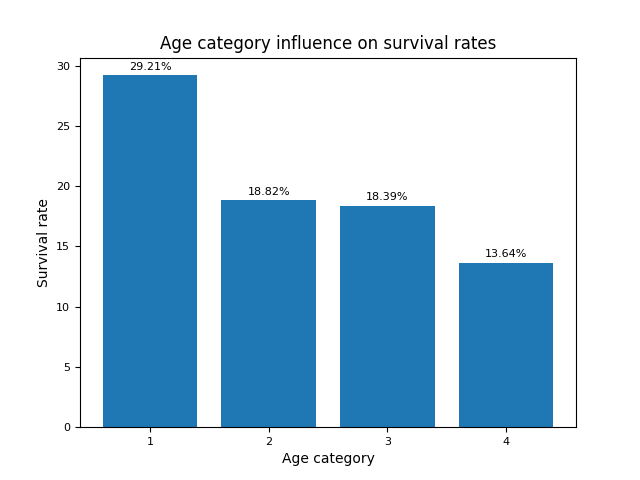 Age category influence on survival rates
30
25
20
15
10
5
0
Survival rate
29.21%
18.82%
18.39%
13.64%
1 2 3 4
Age category